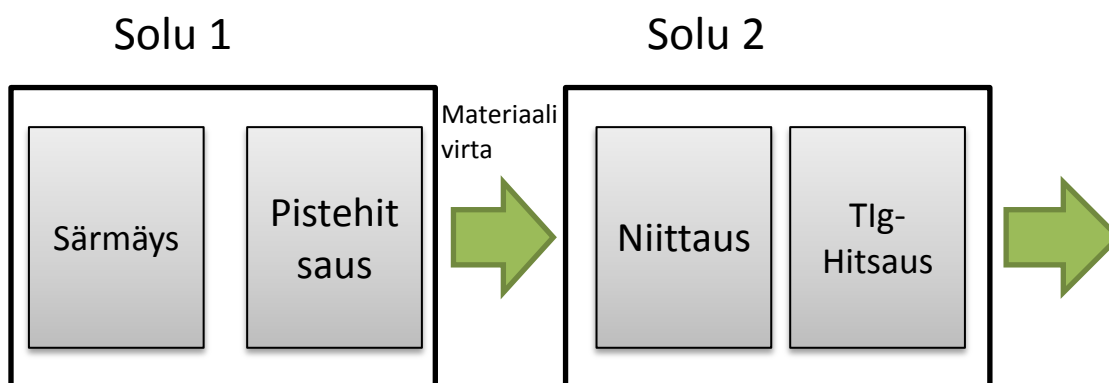 Solu 1
Solu 2
Materiaali
virta
Särmäys
Pistehit
saus
Niittaus
TIg-
Hitsaus